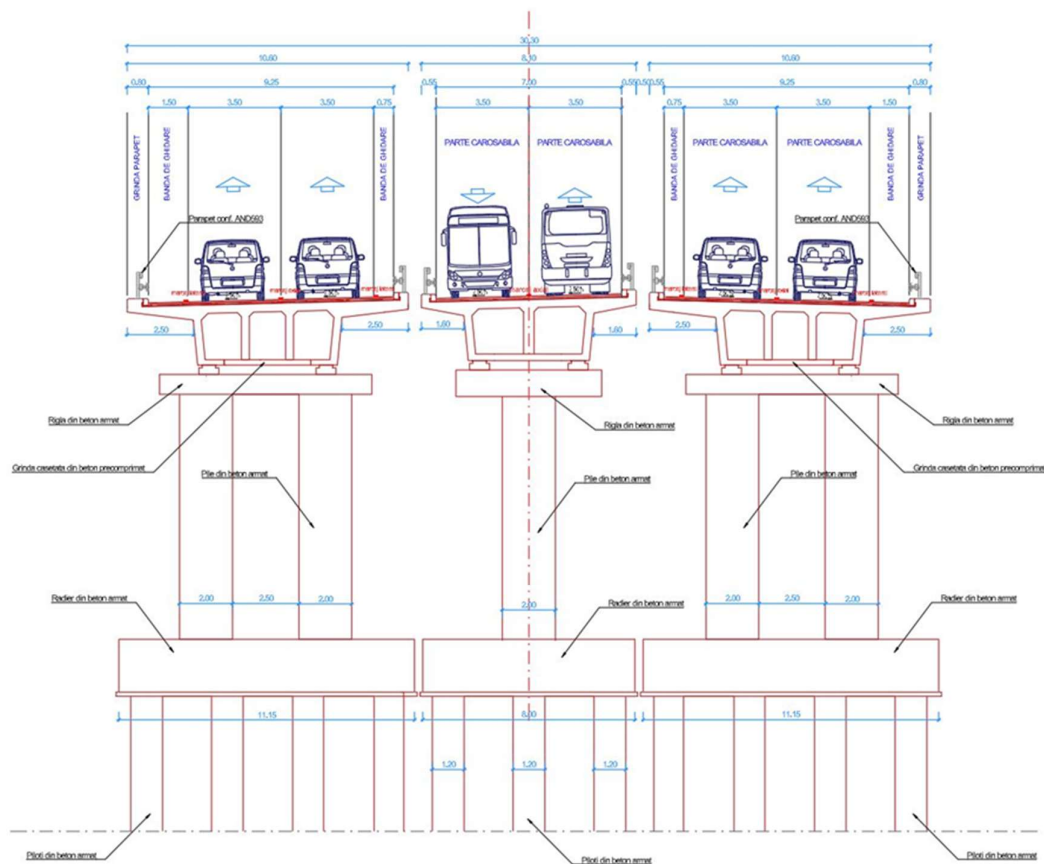 30,30
10,60 8,10 10,60
0,80 9,25 0,55 7,00 0,55 0,50 0,55 9,25 0,80
1,50 3,50 3,50 0,75 3,50 3,50 0,75 3,50 3,50 1,50
GRINDA PARAPET
BANDA DE GHIDARE
BANDA DE GHIDARE
PARTE CAROSABILA
PARTE CAROSABILA
BANDA DE GHIDARE
PARTE CAROSABILA
PARTE CAROSABILA
BANDA DE GHIDARE
GRINDA PARAPET
Parapet conf. AND593
Parapet conf. AND593
2,50 2,50 1,60 1,60 2,50 2,50
Rigla din beton armat
Rigla din beton armat
Rigla din beton armat
Grinda casetata din beton precomprimat
Grinda casetata din beton precomprimat
Pile din beton armat
Pile din beton armat
Pile din beton armat
Radier din beton armat
Radier din beton armat
Radier din beton armat
2,00 2,50 2,00 2,00 2,00 2,50 2,00
11,15 8,00 11,15
1,20 1,20 1,20
Piloti din beton armat
Piloti din beton armat
Piloti din beton armat